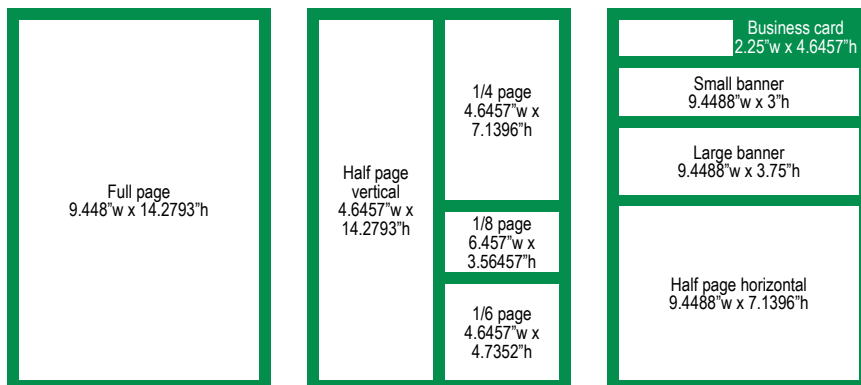 Full page
9.448”w x 14.2793”h
Half page
vertical
4.6457”w x
14.2793”h
1/4 page
4.6457”w x
7.1396”h
1/8 page
6.457”w x
3.56457”h
1/6 page
4.6457”w x
4.7352”h
Business card
2.25”w x 4.6457”h
Small banner
9.4488”w x 3”h
Large banner
9.4488”w x 3.75”h
Half page horizontal
9.4488”w x 7.1396”h